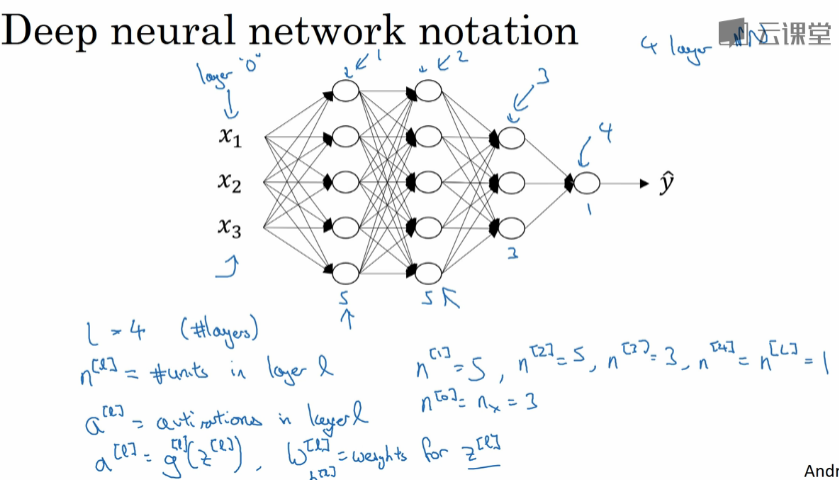 Deep neural network notation
4 layer NN 云课堂
layer "0" 1 2 3
x₁ 4
x₂ ŷ
x₃ 1
3
5 5
L = 4 (#layers)
n^[l] = #units in layer l
n^[1] = 5, n^[2] = 5, n^[3] = 3, n^[4] = n^[L] = 1
n^[0] = n_x = 3
a^[l] = activations in layer l
a^[l] = g^[l](z^[l]), W^[l] = weights for z^[l]
b^[l]
Andr